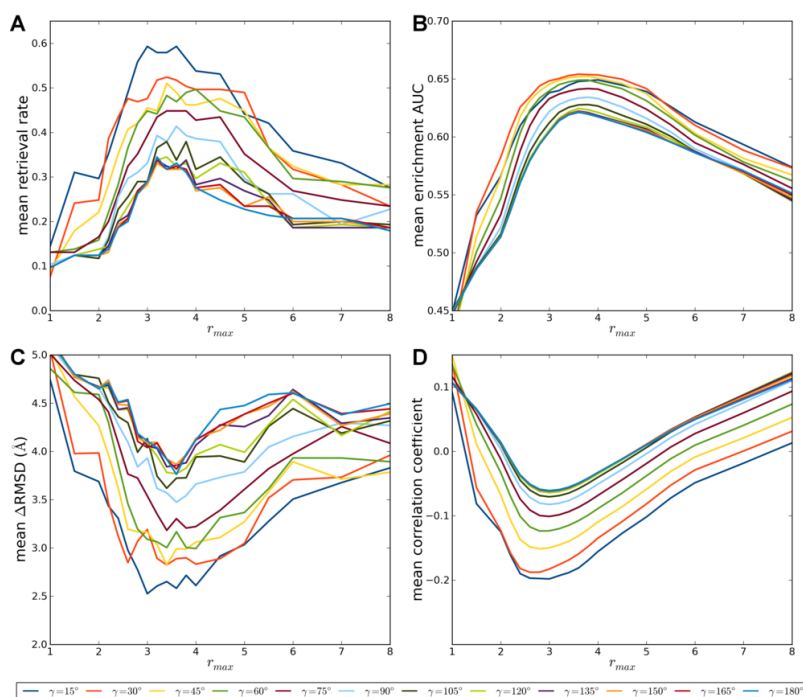 A
mean retrieval rate
0.6
0.5
0.4
0.3
0.2
0.1
0.0
1 2 3 4 5 6 7 8
r_max
B
mean enrichment AUC
0.70
0.65
0.60
0.55
0.50
0.45
1 2 3 4 5 6 7 8
r_max
C
mean ΔRMSD (Å)
5.0
4.5
4.0
3.5
3.0
2.5
2.0
1 2 3 4 5 6 7 8
r_max
D
mean correlation coefficient
0.1
0.0
−0.1
−0.2
1 2 3 4 5 6 7 8
r_max
γ=15° γ=30° γ=45° γ=60° γ=75° γ=90° γ=105° γ=120° γ=135° γ=150° γ=165° γ=180°